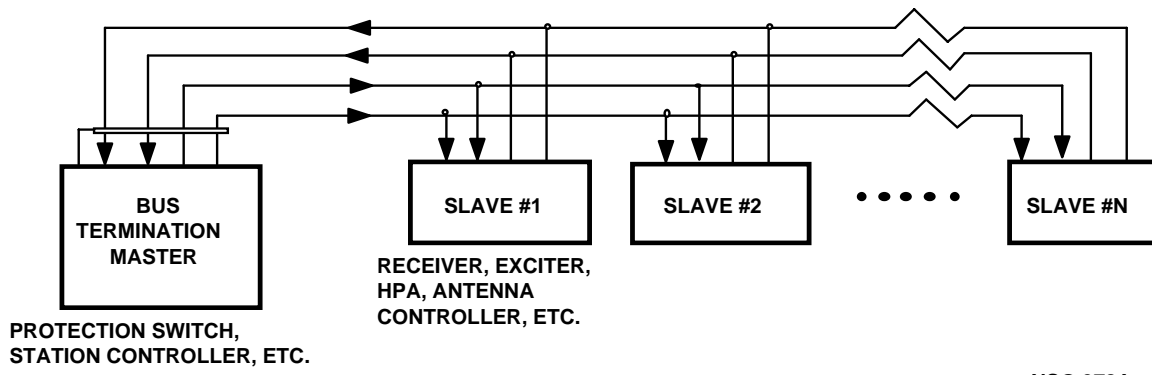 BUS
TERMINATION
MASTER
SLAVE #1
SLAVE #2
SLAVE #N
RECEIVER, EXCITER,
HPA, ANTENNA
CONTROLLER, ETC.
PROTECTION SWITCH,
STATION CONTROLLER, ETC.